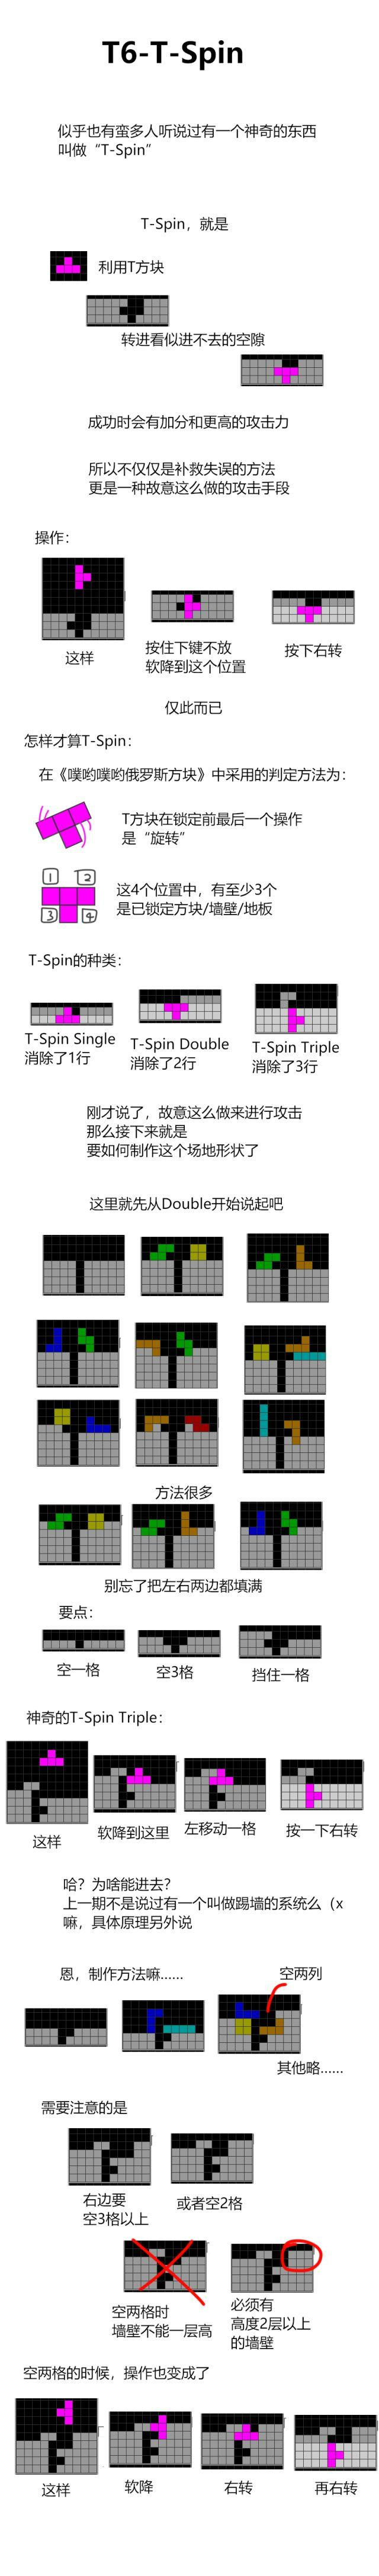 T6-T-Spin
似乎也有蛮多人听说过有一个神奇的东西
叫做“T-Spin”
T-Spin，就是
利用T方块
转进看似进不去的空隙
成功时会有加分和更高的攻击力
所以不仅仅是补救失误的方法
更是一种故意这么做的攻击手段
操作：
这样
按住下键不放
软降到这个位置
按下右转
仅此而已
怎样才算T-Spin：
在《噗哟噗哟俄罗斯方块》中采用的判定方法为：
T方块在锁定前最后一个操作
是“旋转”
1
2
3
4
这4个位置中，有至少3个
是已锁定方块/墙壁/地板
T-Spin的种类：
T-Spin Single
消除了1行
T-Spin Double
消除了2行
T-Spin Triple
消除了3行
刚才说了，故意这么做来进行攻击
那么接下来就是
要如何制作这个场地形状了
这里就先从Double开始说起吧
方法很多
别忘了把左右两边都填满
要点：
空一格
空3格
挡住一格
神奇的T-Spin Triple：
这样
软降到这里
左移动一格
按一下右转
哈？为啥能进去？
上一期不是说过有一个叫做踢墙的系统么（x
嘛，具体原理另外说
恩，制作方法嘛……
空两列
其他略……
需要注意的是
右边要
空3格以上
或者空2格
空两格时
墙壁不能一层高
必须有
高度2层以上
的墙壁
空两格的时候，操作也变成了
这样
软降
右转
再右转